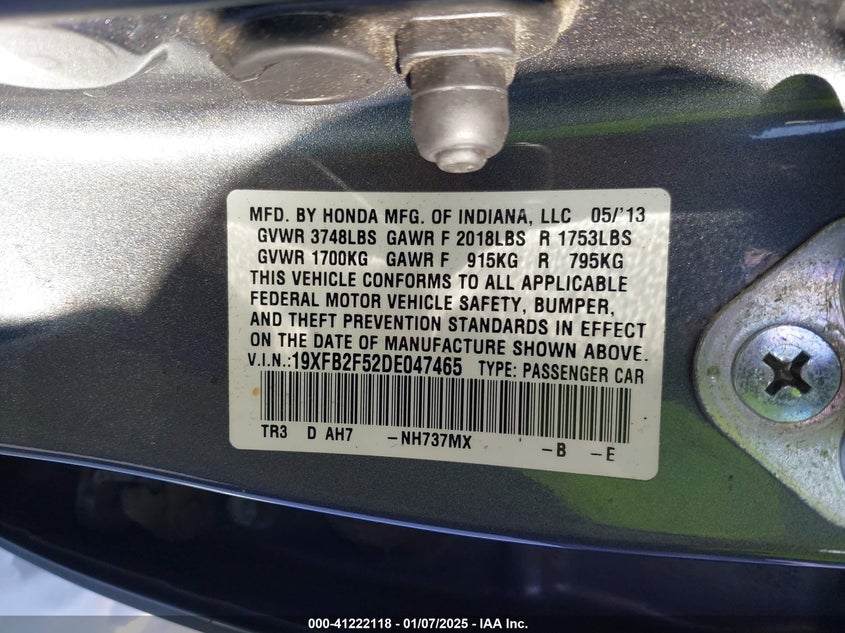 MFD. BY HONDA MFG. OF INDIANA, LLC 05/'13
GVWR 3748LBS GAWR F 2018LBS R 1753LBS
GVWR 1700KG GAWR F 915KG R 795KG
THIS VEHICLE CONFORMS TO ALL APPLICABLE
FEDERAL MOTOR VEHICLE SAFETY, BUMPER,
AND THEFT PREVENTION STANDARDS IN EFFECT
ON THE DATE OF MANUFACTURE SHOWN ABOVE.
V.I.N.:19XFB2F52DE047465 TYPE: PASSENGER CAR
TR3 D AH7 -NH737MX -B -E
000-41222118 - 01/07/2025 - IAA Inc.